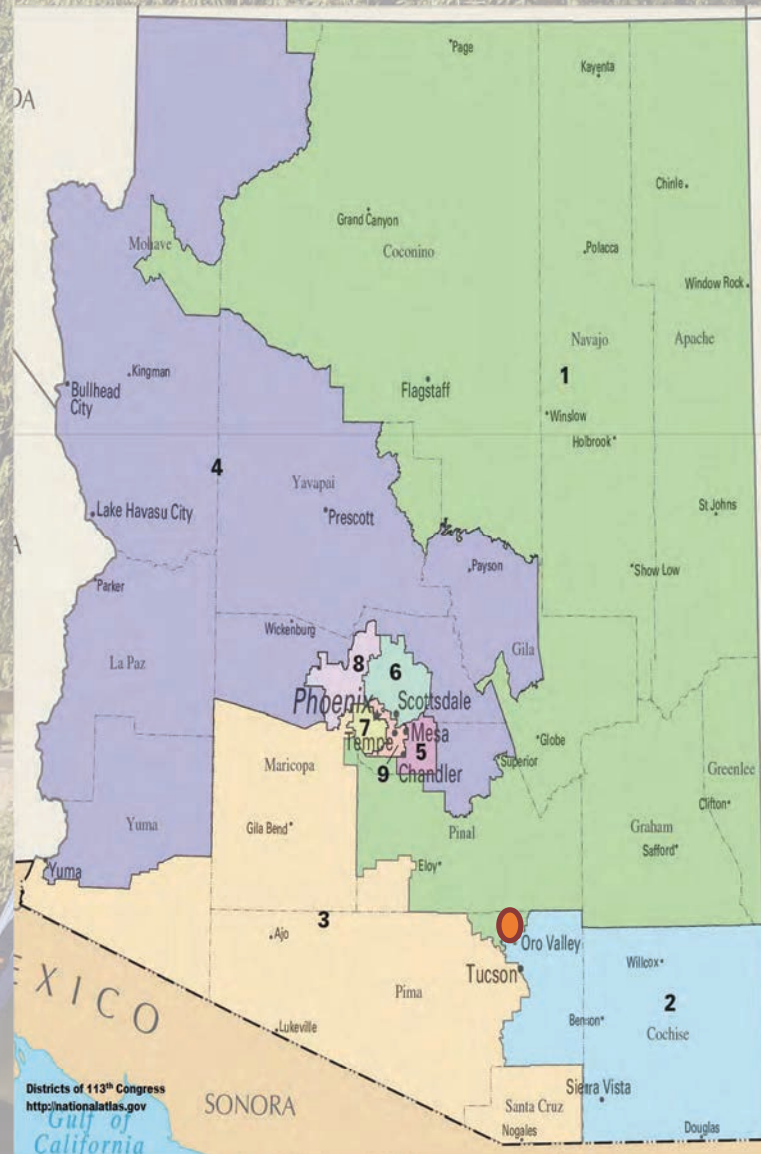 DA
Page
Kayenta
Chinle
Grand Canyon
Mohave
Coconino
Polacca
Window Rock
Navajo
Apache
Kingman
1
Bullhead
City
Flagstaff
Winslow
Holbrook
4
Yavapai
Lake Havasu City
Prescott
St Johns
A
Payson
Show Low
Parker
Wickenburg
Gila
La Paz
8
6
Phoenix
Scottsdale
7
Tempe
Mesa
5
Globe
Maricopa
9
Chandler
Superior
Greenlee
Yuma
Gila Bend
Pinal
Clifton
Graham
Safford
Eloy
Yuma
3
Ajo
Oro Valley
Tucson
Willcox
EXICO
Pima
2
Benson
Cochise
Lukeville
Districts of 113th Congress
http://nationalatlas.gov
SONORA
Sierra Vista
Santa Cruz
Gulf of
California
Nogales
Douglas